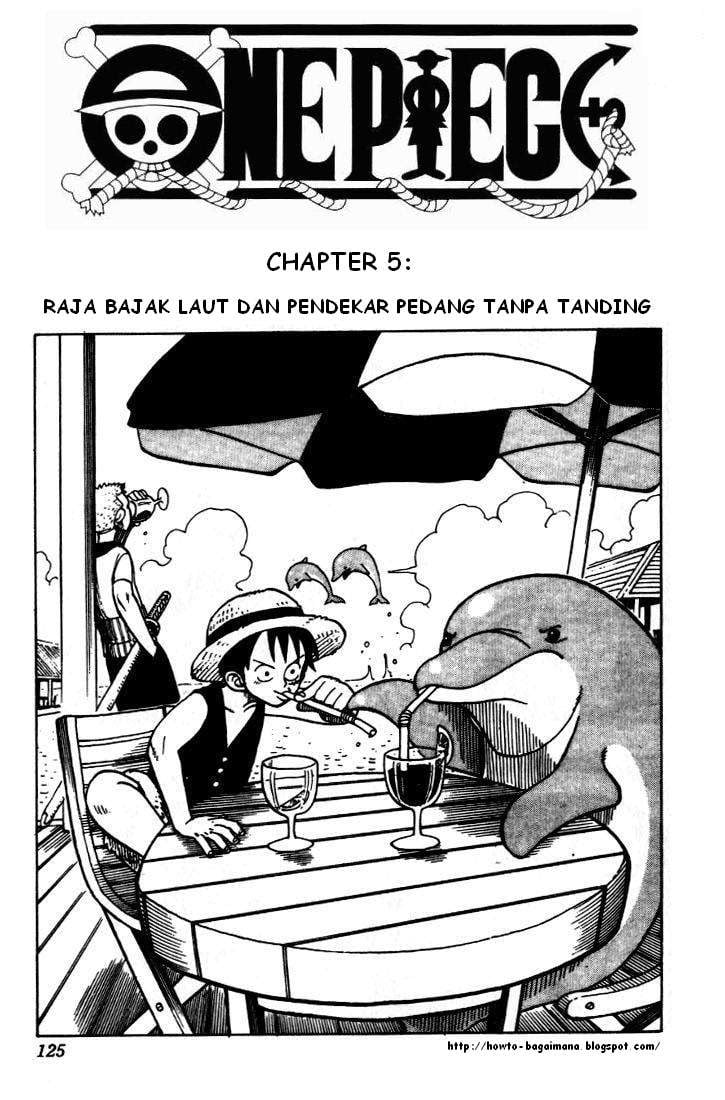 ONE PIECE
CHAPTER 5:
RAJA BAJAK LAUT DAN PENDEKAR PEDANG TANPA TANDING
125
http://howto-bagaimana.blogspot.com/